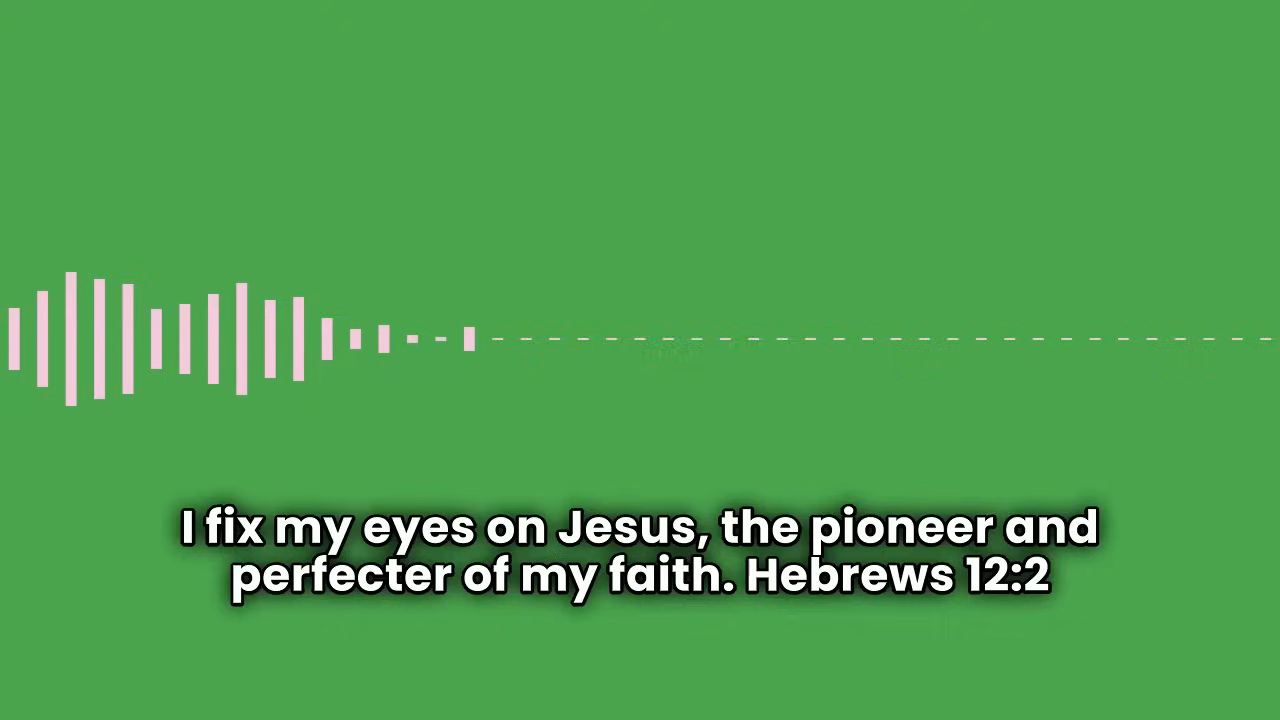 I fix my eyes on Jesus, the pioneer and
perfecter of my faith. Hebrews 12:2